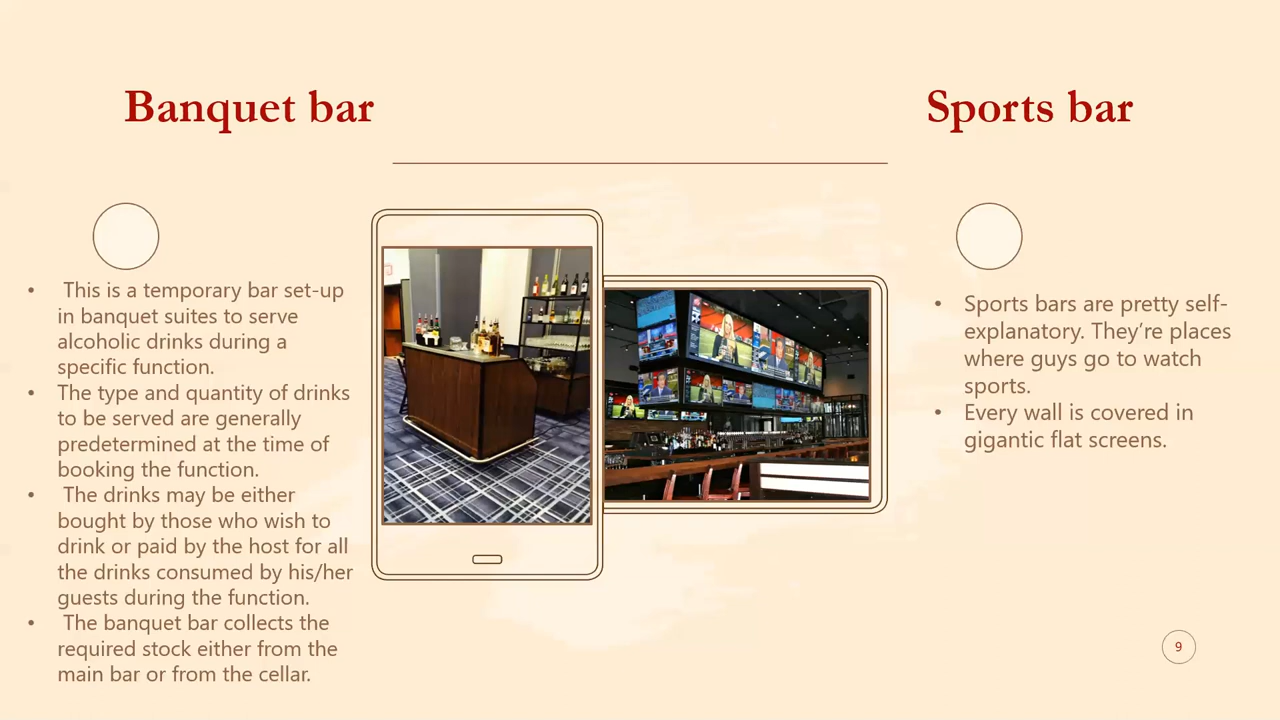 Banquet bar
Sports bar
• This is a temporary bar set-up
in banquet suites to serve
alcoholic drinks during a
specific function.
• The type and quantity of drinks
to be served are generally
predetermined at the time of
booking the function.
• The drinks may be either
bought by those who wish to
drink or paid by the host for all
the drinks consumed by his/her
guests during the function.
• The banquet bar collects the
required stock either from the
main bar or from the cellar.
• Sports bars are pretty self-
explanatory. They’re places
where guys go to watch
sports.
• Every wall is covered in
gigantic flat screens.
9